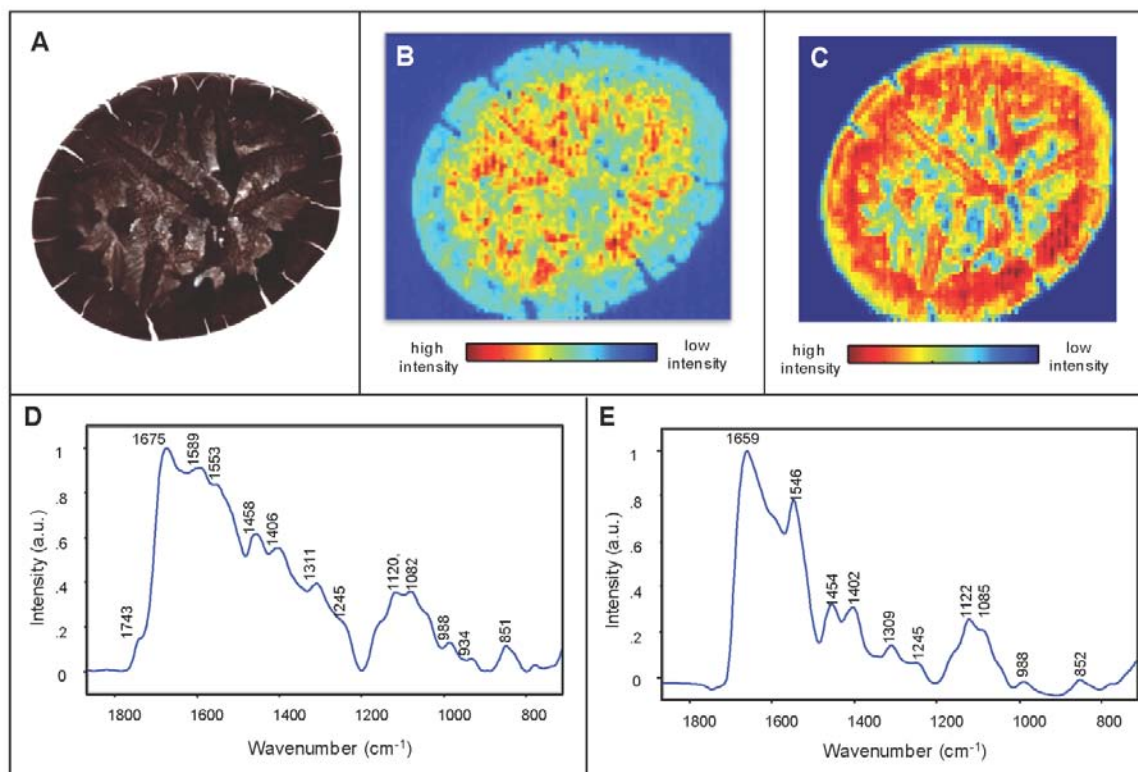 A
B
C
high intensity
low intensity
high intensity
low intensity
D
1675
1589
1553
1458
1406
1311
1245
1743
1120,
1082
988
934
851
1
.8
.6
.4
.2
0
Intensity (a.u.)
1800 1600 1400 1200 1000 800
Wavenumber (cm⁻¹)
E
1659
1546
1454
1402
1309
1245
1122
1085
988
852
1
.8
.6
.4
.2
0
Intensity (a.u.)
1800 1600 1400 1200 1000 800
Wavenumber (cm⁻¹)